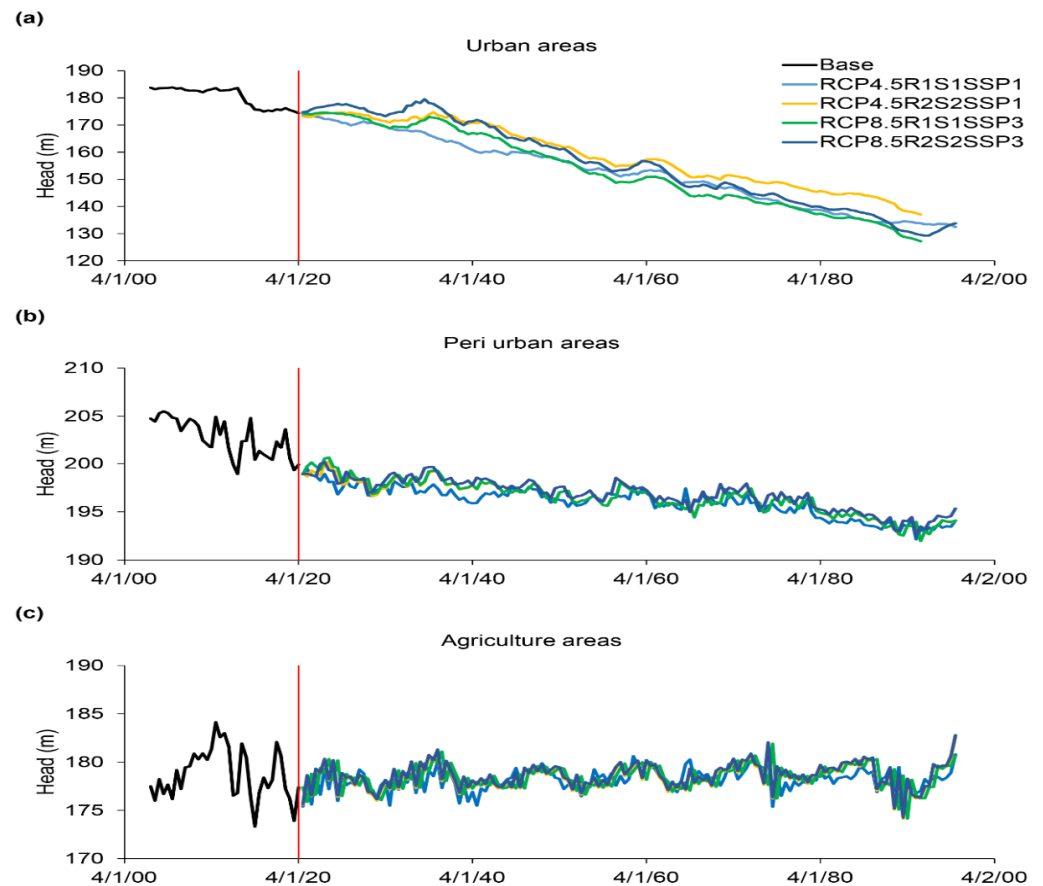 (a)
Urban areas
Head (m)
190
180
170
160
150
140
130
120
4/1/00
4/1/20
4/1/40
4/1/60
4/1/80
4/2/00
Base
RCP4.5R1S1SSP1
RCP4.5R2S2SSP1
RCP8.5R1S1SSP3
RCP8.5R2S2SSP3
(b)
Peri urban areas
Head (m)
210
205
200
195
190
4/1/00
4/1/20
4/1/40
4/1/60
4/1/80
4/2/00
(c)
Agriculture areas
Head (m)
190
185
180
175
170
4/1/00
4/1/20
4/1/40
4/1/60
4/1/80
4/2/00